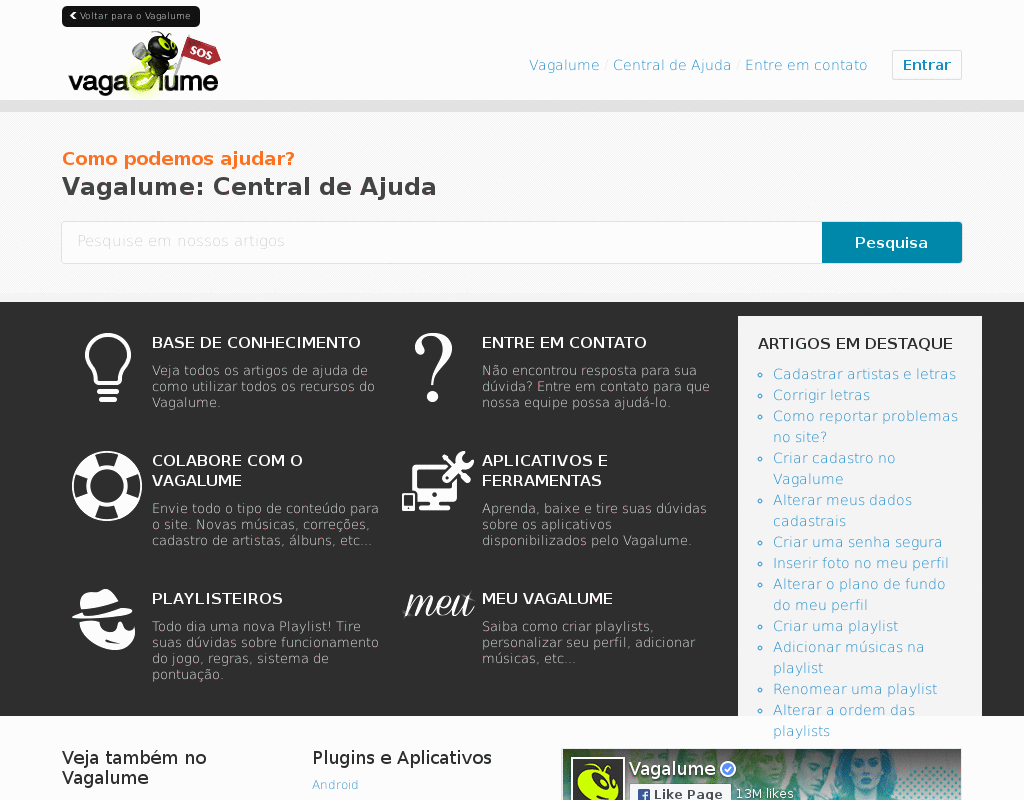 Voltar para o Vagalume
SOS
vagalume
Vagalume / Central de Ajuda / Entre em contato
Entrar
Como podemos ajudar?
Vagalume: Central de Ajuda
Pesquise em nossos artigos
Pesquisa
BASE DE CONHECIMENTO
Veja todos os artigos de ajuda de
como utilizar todos os recursos do
Vagalume.
ENTRE EM CONTATO
Não encontrou resposta para sua
dúvida? Entre em contato para que
nossa equipe possa ajudá-lo.
COLABORE COM O
VAGALUME
Envie todo o tipo de conteúdo para
o site. Novas músicas, correções,
cadastro de artistas, álbuns, etc...
APLICATIVOS E
FERRAMENTAS
Aprenda, baixe e tire suas dúvidas
sobre os aplicativos
disponibilizados pelo Vagalume.
PLAYLISTEIROS
Todo dia uma nova Playlist! Tire
suas dúvidas sobre funcionamento
do jogo, regras, sistema de
pontuação.
meu
MEU VAGALUME
Saiba como criar playlists,
personalizar seu perfil, adicionar
músicas, etc...
ARTIGOS EM DESTAQUE
Cadastrar artistas e letras
Corrigir letras
Como reportar problemas
no site?
Criar cadastro no
Vagalume
Alterar meus dados
cadastrais
Criar uma senha segura
Inserir foto no meu perfil
Alterar o plano de fundo
do meu perfil
Criar uma playlist
Adicionar músicas na
playlist
Renomear uma playlist
Alterar a ordem das
playlists
Veja também no
Vagalume
Plugins e Aplicativos
Android
Vagalume
Like Page
13M likes